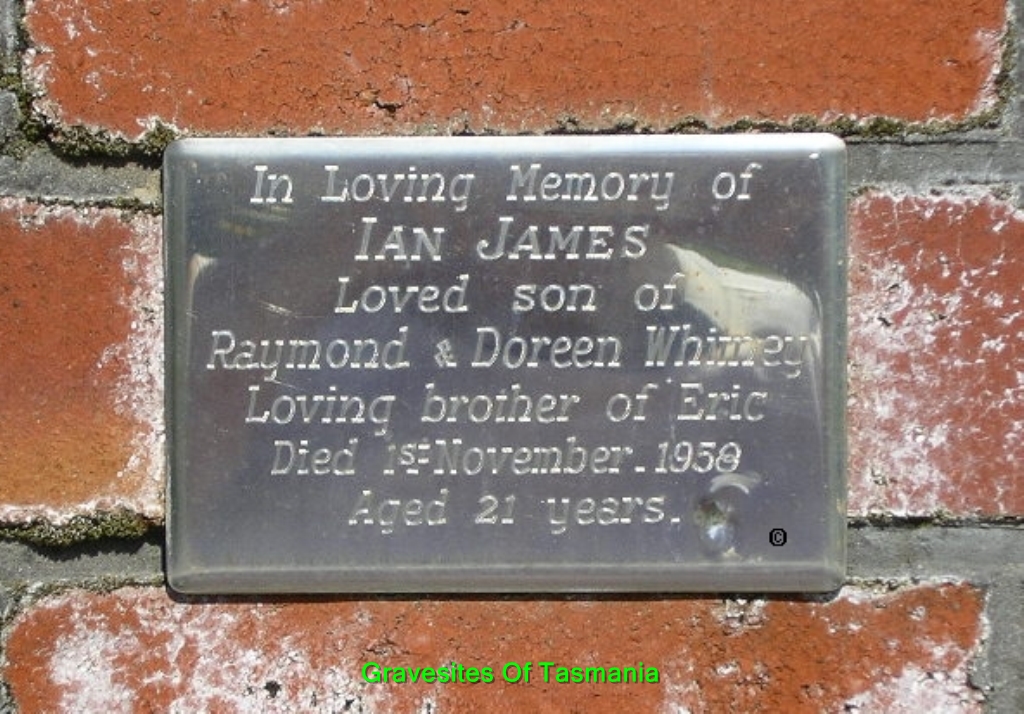 In Loving Memory of
IAN JAMES
Loved son of
Raymond & Doreen
Loving brother of Eric
Died 1st November. 1958
Aged 21 years.
©
Gravesites Of Tasmania